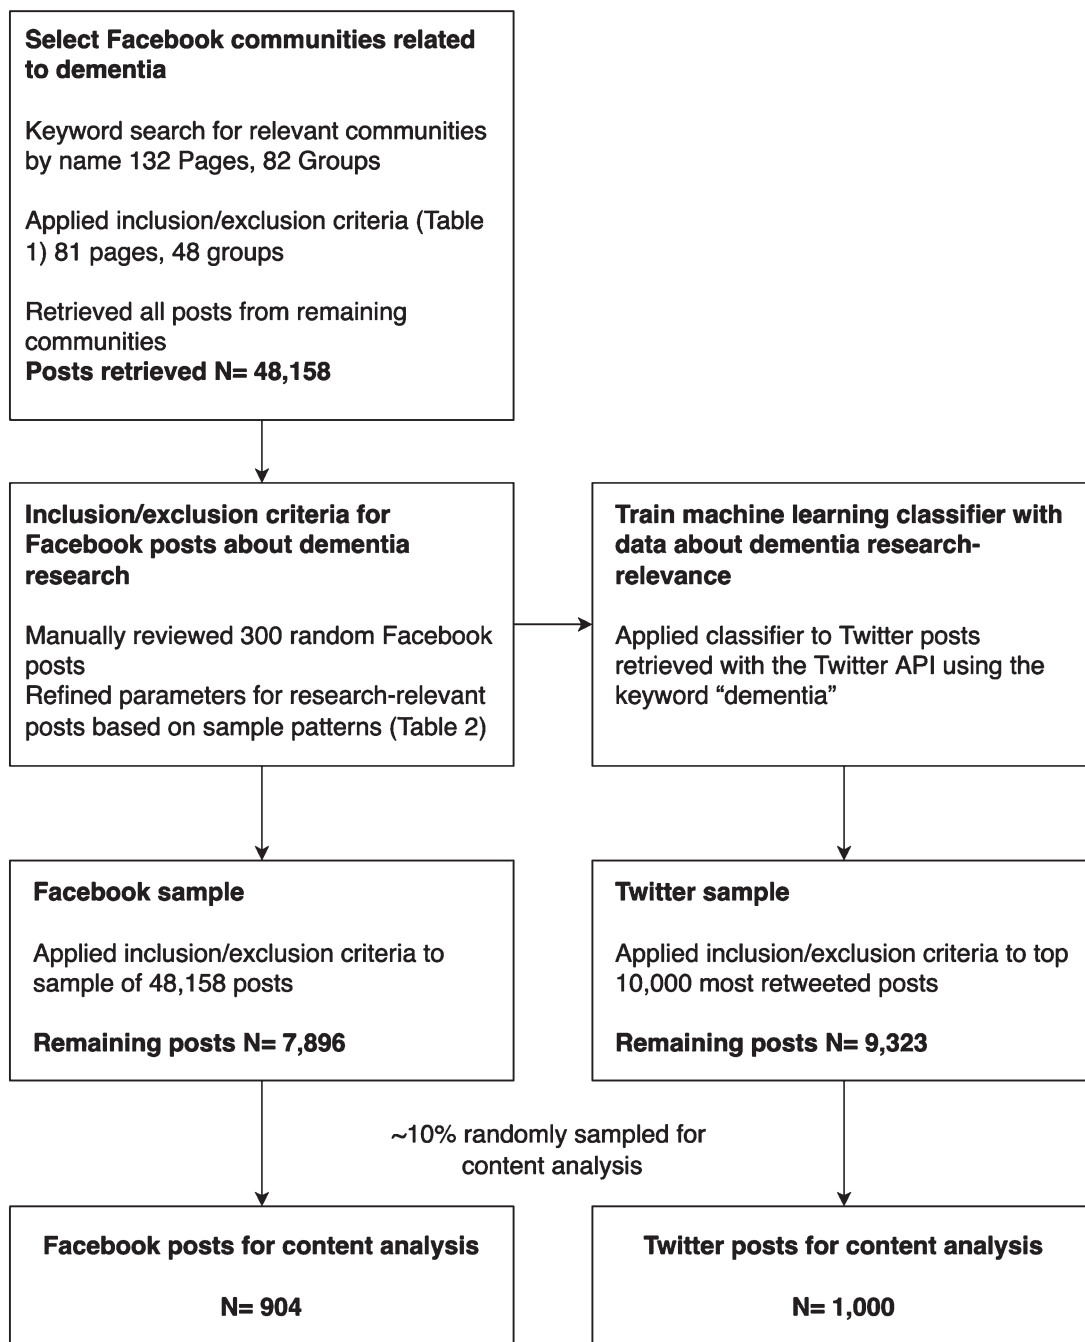 Select Facebook communities related
to dementia
Keyword search for relevant communities
by name 132 Pages, 82 Groups
Applied inclusion/exclusion criteria (Table
1) 81 pages, 48 groups
Retrieved all posts from remaining
communities
Posts retrieved N= 48,158
Inclusion/exclusion criteria for
Facebook posts about dementia
research
Manually reviewed 300 random Facebook
posts
Refined parameters for research-relevant
posts based on sample patterns (Table 2)
Train machine learning classifier with
data about dementia research-
relevance
Applied classifier to Twitter posts
retrieved with the Twitter API using the
keyword “dementia”
Facebook sample
Applied inclusion/exclusion criteria to
sample of 48,158 posts
Remaining posts N= 7,896
Twitter sample
Applied inclusion/exclusion criteria to top
10,000 most retweeted posts
Remaining posts N= 9,323
~10% randomly sampled for
content analysis
Facebook posts for content analysis
N= 904
Twitter posts for content analysis
N= 1,000